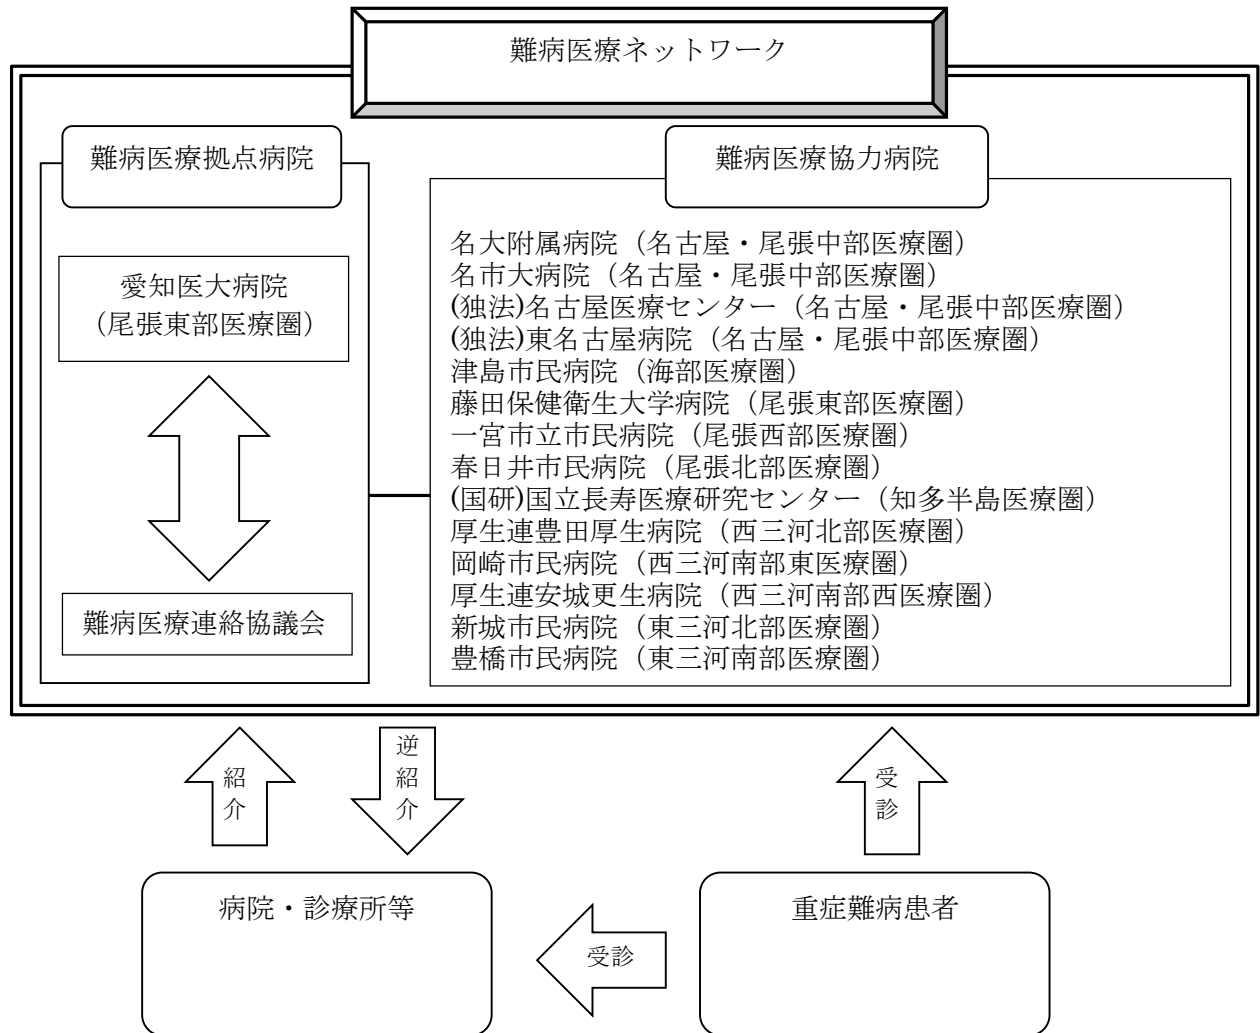 難病医療ネットワーク
難病医療拠点病院
愛知医大病院
（尾張東部医療圏）
難病医療連絡協議会
難病医療協力病院
名大附属病院（名古屋・尾張中部医療圏）
名市大病院（名古屋・尾張中部医療圏）
(独法)名古屋医療センター（名古屋・尾張中部医療圏）
(独法)東名古屋病院（名古屋・尾張中部医療圏）
津島市民病院（海部医療圏）
藤田保健衛生大学病院（尾張東部医療圏）
一宮市立市民病院（尾張西部医療圏）
春日井市民病院（尾張北部医療圏）
(国研)国立長寿医療研究センター（知多半島医療圏）
厚生連豊田厚生病院（西三河北部医療圏）
岡崎市民病院（西三河南部東医療圏）
厚生連安城更生病院（西三河南部西医療圏）
新城市民病院（東三河北部医療圏）
豊橋市民病院（東三河南部医療圏）
紹介
逆紹介
受診
病院・診療所等
受診
重症難病患者